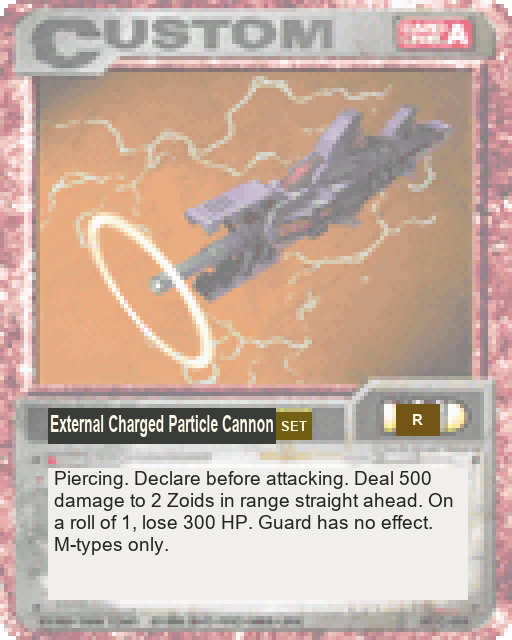 CUSTOM
A
External Charged Particle Cannon SET
R
Piercing. Declare before attacking. Deal 500
damage to 2 Zoids in range straight ahead. On
a roll of 1, lose 300 HP. Guard has no effect.
M-types only.